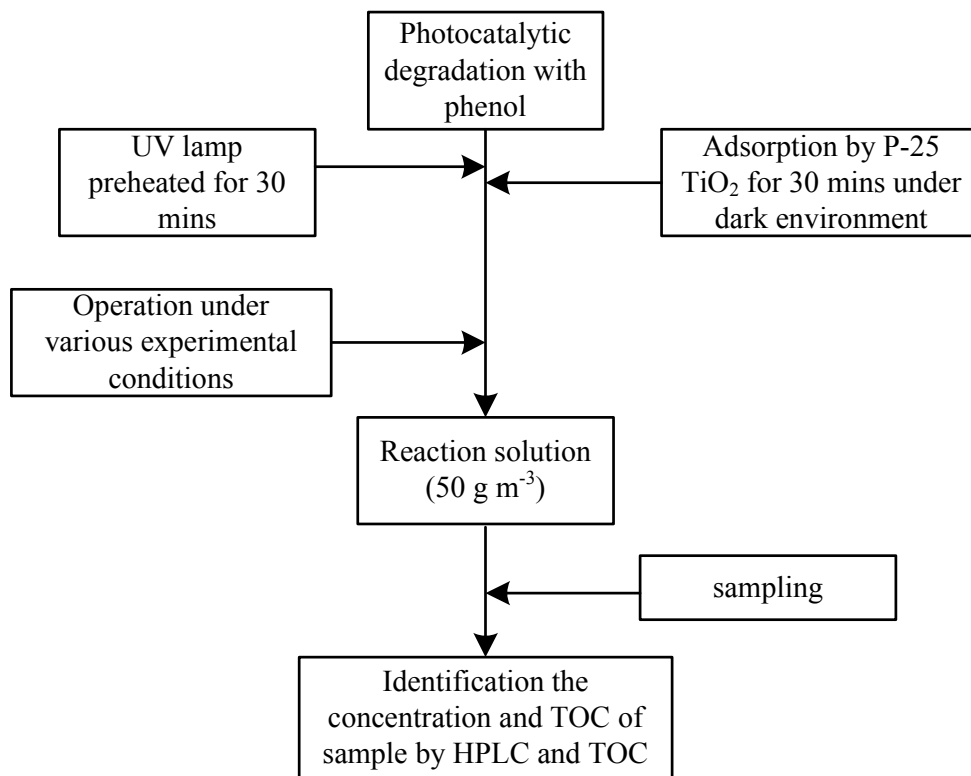 Photocatalytic
degradation with
phenol
UV lamp
preheated for 30
mins
Adsorption by P-25
TiO₂ for 30 mins under
dark environment
Operation under
various experimental
conditions
Reaction solution
(50 g m⁻³)
sampling
Identification the
concentration and TOC of
sample by HPLC and TOC